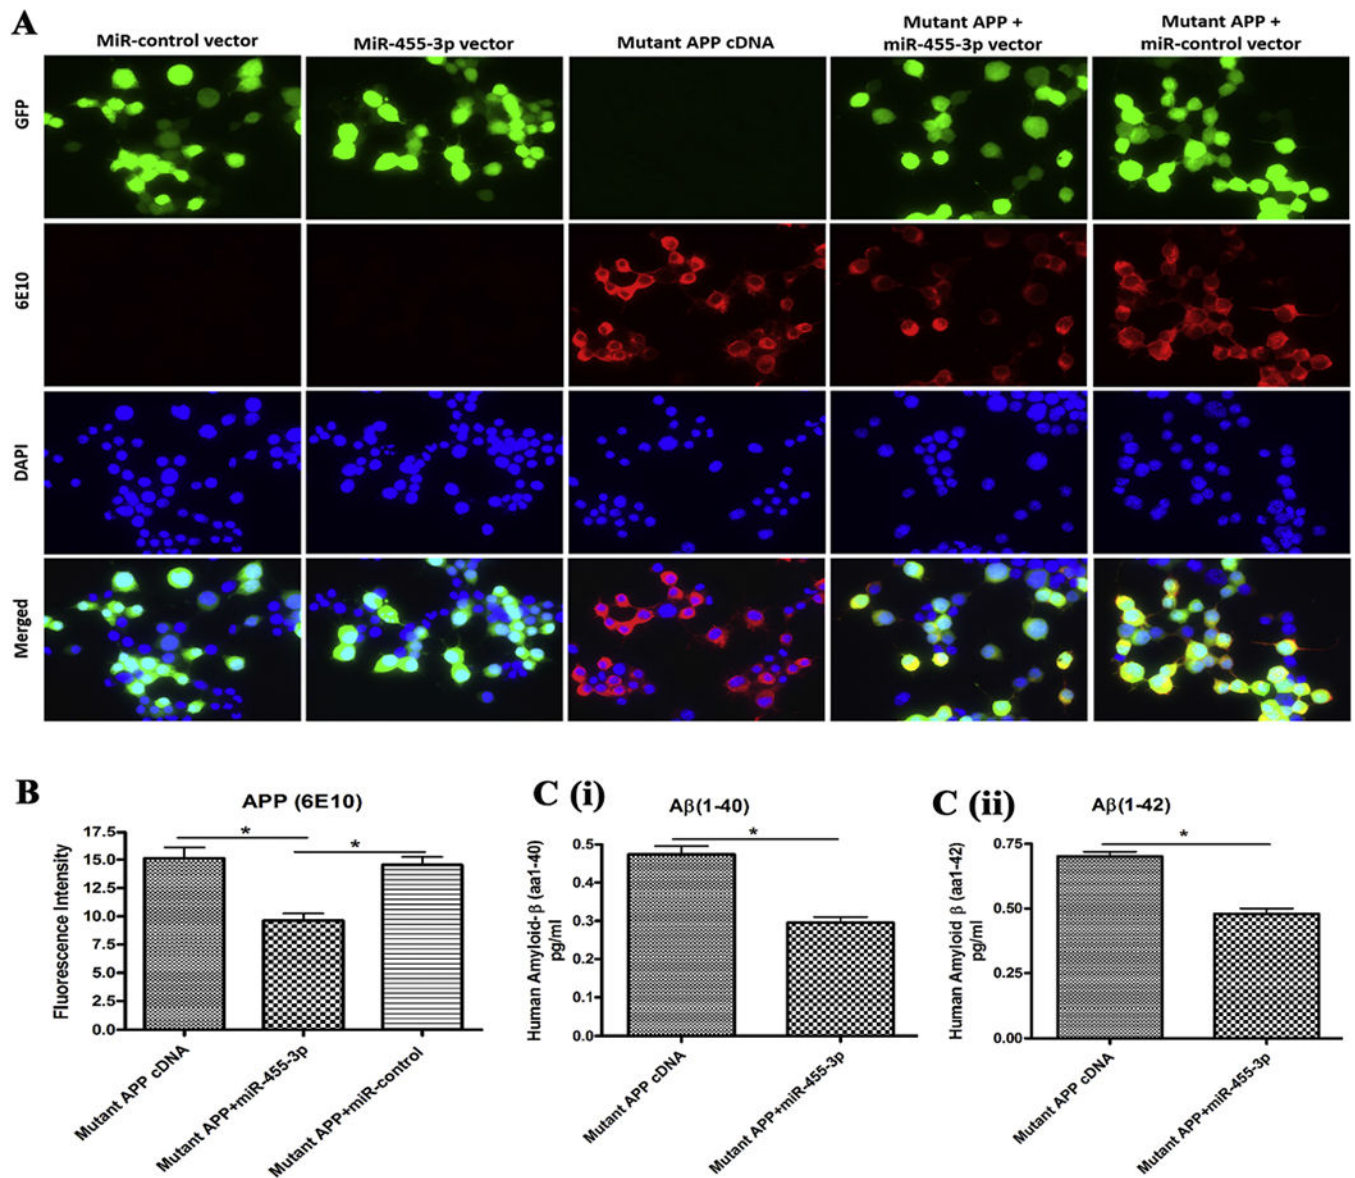 A
MiR-control vector
MiR-455-3p vector
Mutant APP cDNA
Mutant APP +
miR-455-3p vector
Mutant APP +
miR-control vector
GFP
6E10
DAPI
Merged
B
APP (6E10)
Fluorescence Intensity
17.5
15.0
12.5
10.0
7.5
5.0
2.5
0.0
*
*
Mutant APP cDNA
Mutant APP+miR-455-3p
Mutant APP+miR-control
C (i)
Aβ(1-40)
Human Amyloid-β (aa1-40)
pg/ml
0.5
0.4
0.3
0.2
0.1
0.0
*
Mutant APP cDNA
Mutant APP+miR-455-3p
C (ii)
Aβ(1-42)
Human Amyloid β (aa1-42)
pg/ml
0.75
0.50
0.25
0.00
*
Mutant APP cDNA
Mutant APP+miR-455-3p